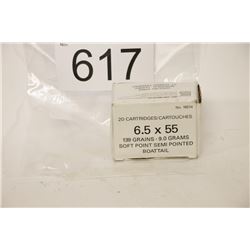 617
20 CARTRIDGES/CARTOUCHES
6.5 x 55
139 GRAINS - 9.0 GRAMS
SOFT POINT SEMI POINTED
BOATTAIL